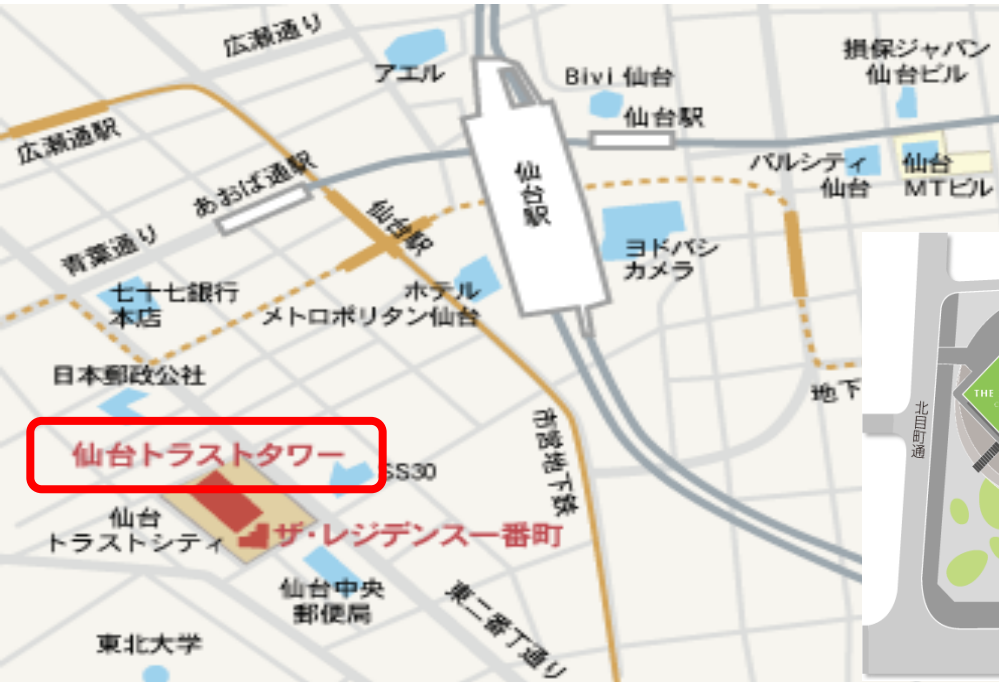 広瀬通り
アエル
Bivi 仙台
損保ジャパン
仙台ビル
仙台駅
広瀬通駅
あおば通駅
仙台駅
仙台駅
パルシティ
仙台
仙台
MTビル
青葉通り
ヨドバシ
カメラ
七十七銀行
本店
ホテル
メトロポリタン仙台
日本郵政公社
地下
THE
北目町通
市営地下鉄
仙台トラストタワー
SS30
仙台
トラストシティ
ザ・レジデンス一番町
仙台中央
郵便局
東二番丁通り
東北大学